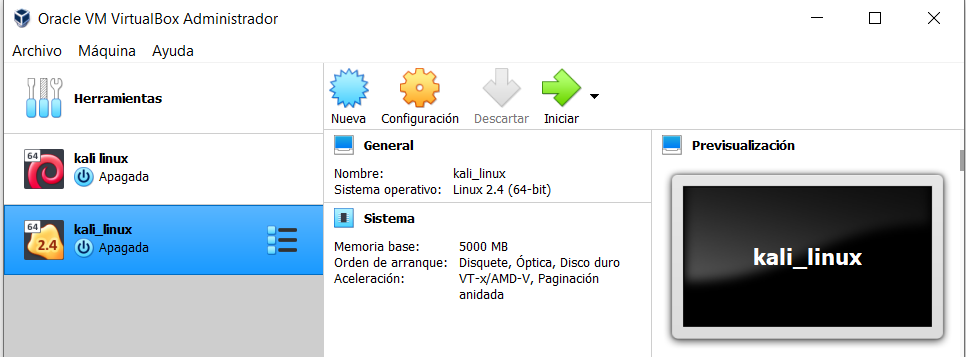 Oracle VM VirtualBox Administrador
Archivo Máquina Ayuda
Herramientas
Nueva Configuración Descartar Iniciar
64
kali linux
Apagada
64
2.4
kali_linux
Apagada
General
Nombre: kali_linux
Sistema operativo: Linux 2.4 (64-bit)
Sistema
Memoria base: 5000 MB
Orden de arranque: Disquete, Óptica, Disco duro
Aceleración: VT-x/AMD-V, Paginación
anidada
Previsualización
kali_linux